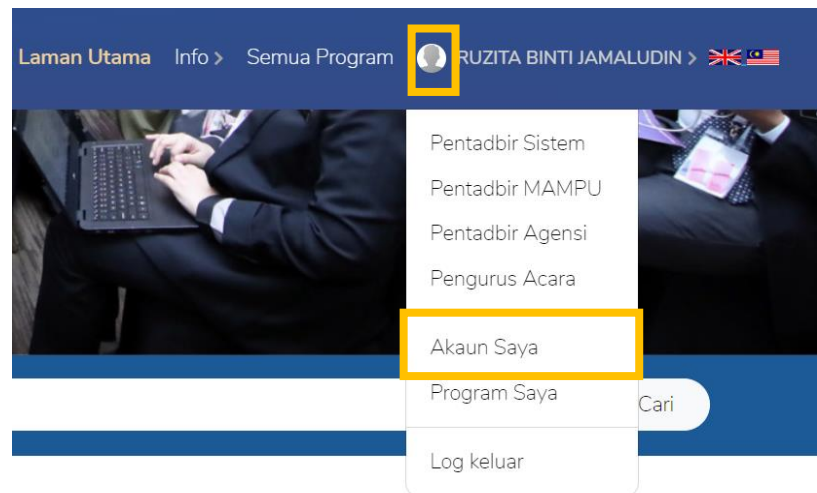 Laman Utama Info > Semua Program RUZITA BINTI JAMALUDIN >
Pentadbir Sistem
Pentadbir MAMPU
Pentadbir Agensi
Pengurus Acara
Akaun Saya
Program Saya
Cari
Log keluar